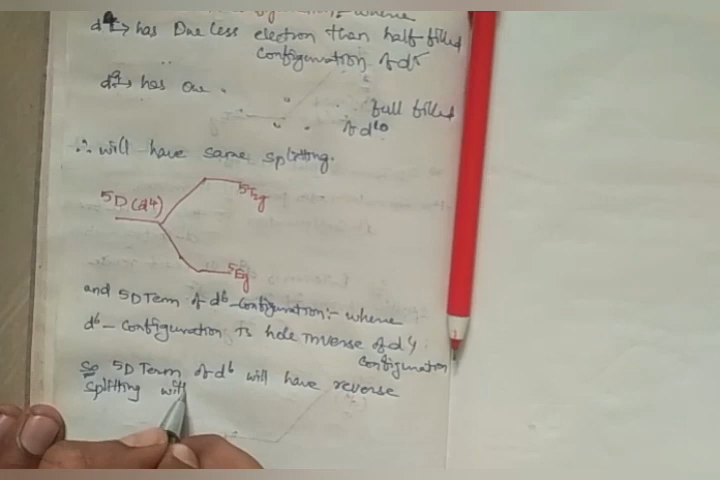 where
d4→ has One less electron than half filled
configuration of d5
d9→ has one
full filled
of d10
∴ will have same splitting.
5D (d4)
5T2g
5Eg
and 5D Term of d6-configuration:- where
d6- configuration is hole inverse of d4
configuration
So 5D Term of d6 will have reverse
splitting with